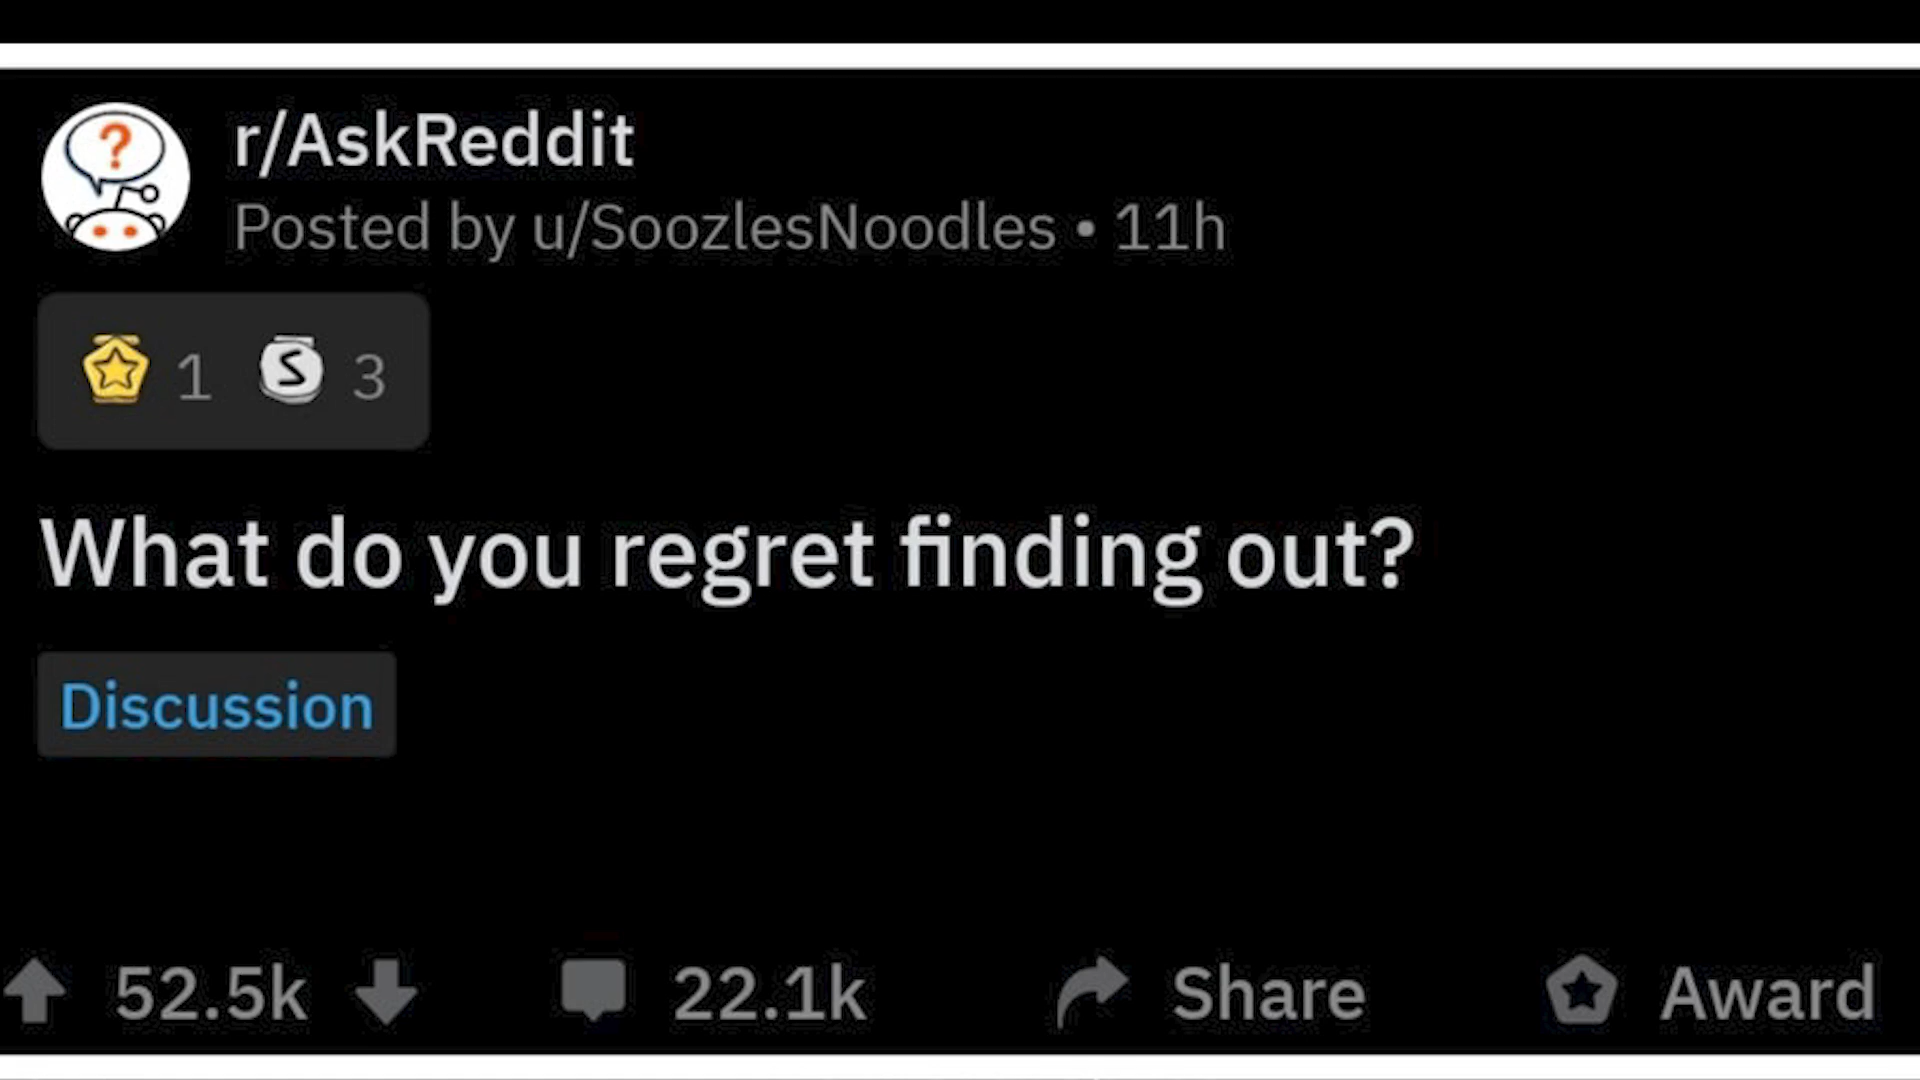 r/AskReddit
Posted by u/SoozlesNoodles • 11h
1 S 3
What do you regret finding out?
Discussion
52.5k 22.1k Share Award